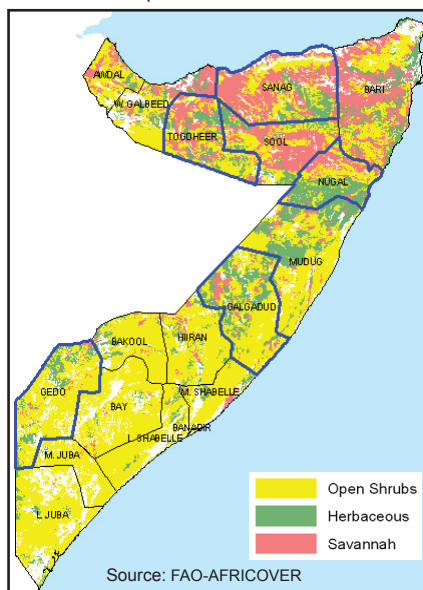 AWDAL
W. GALBEED
TOGDHEER
SANAG
BARI
SOOL
NUGAL
MUDUG
GALGADUD
BAKOOL
HIIRAN
GEDO
BAY
M. SHABELLE
BANADIR
L. SHABELLE
M. JUBA
L. JUBA
Open Shrubs
Herbaceous
Savannah
Source: FAO-AFRICOVER